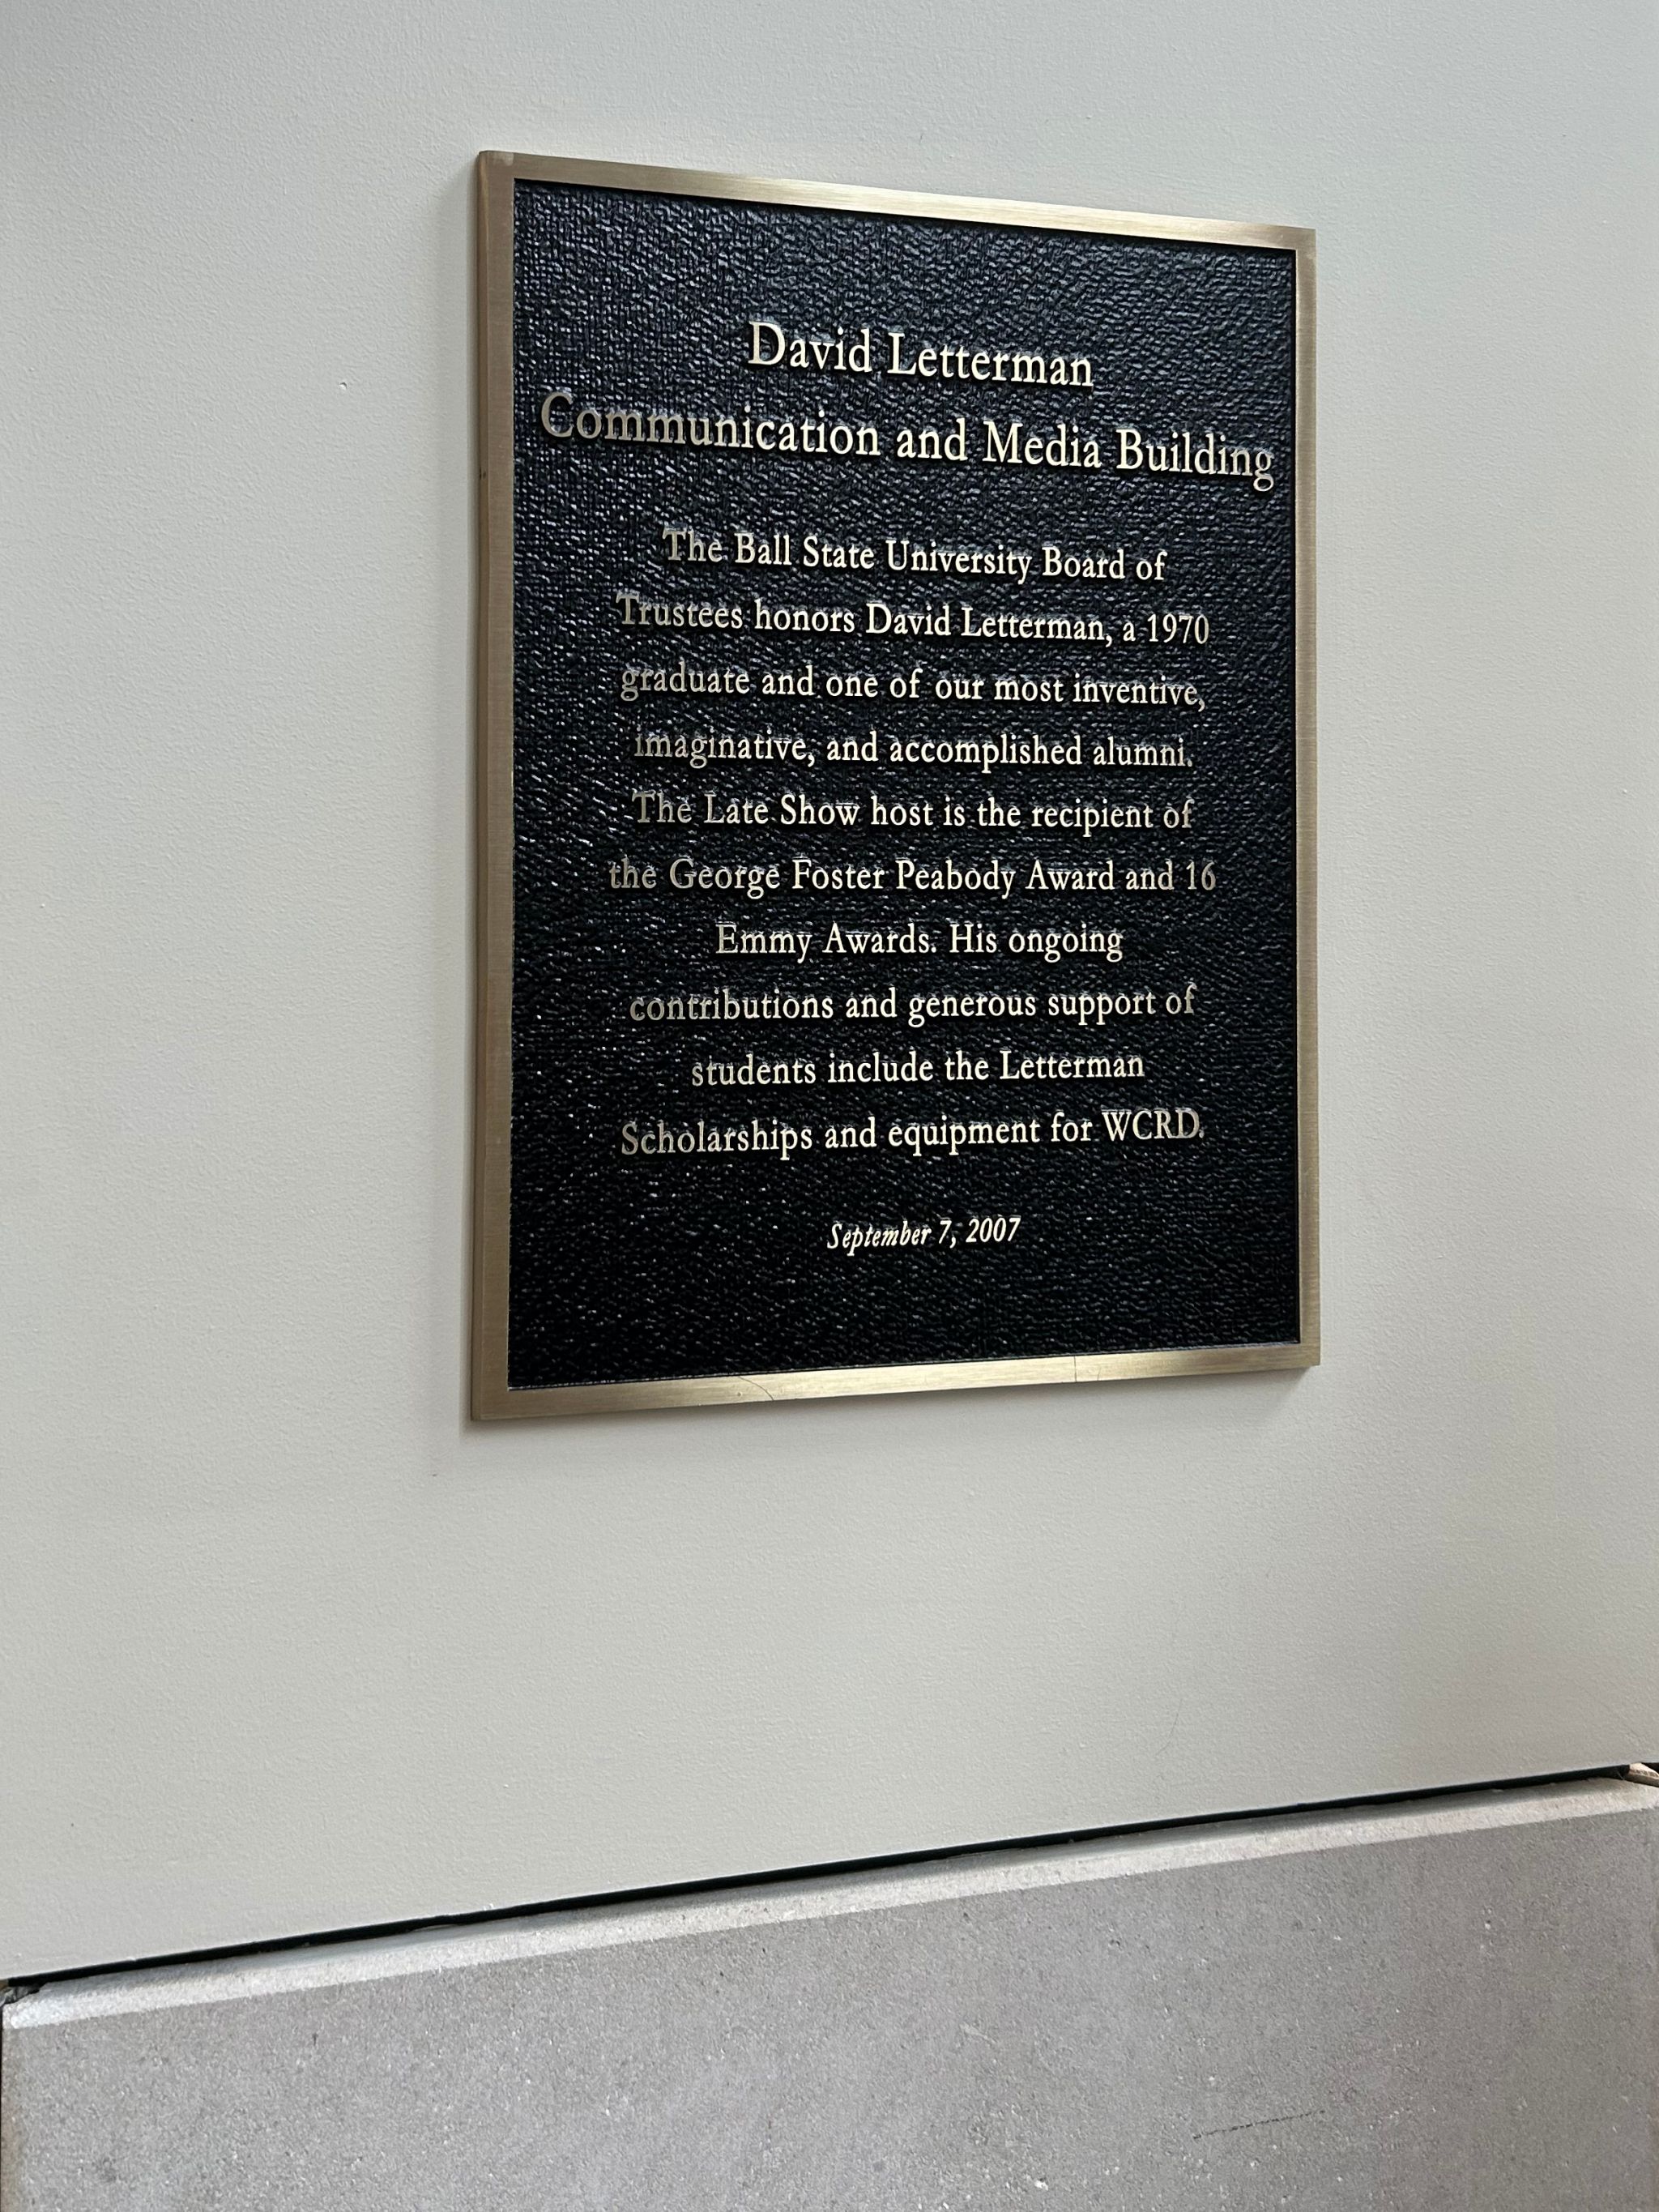 David Letterman
Communication and Media Building
The Ball State University Board of
Trustees honors David Letterman, a 1970
graduate and one of our most inventive,
imaginative, and accomplished alumni.
The Late Show host is the recipient of
the George Foster Peabody Award and 16
Emmy Awards. His ongoing
contributions and generous support of
students include the Letterman
Scholarships and equipment for WCRD.
September 7, 2007